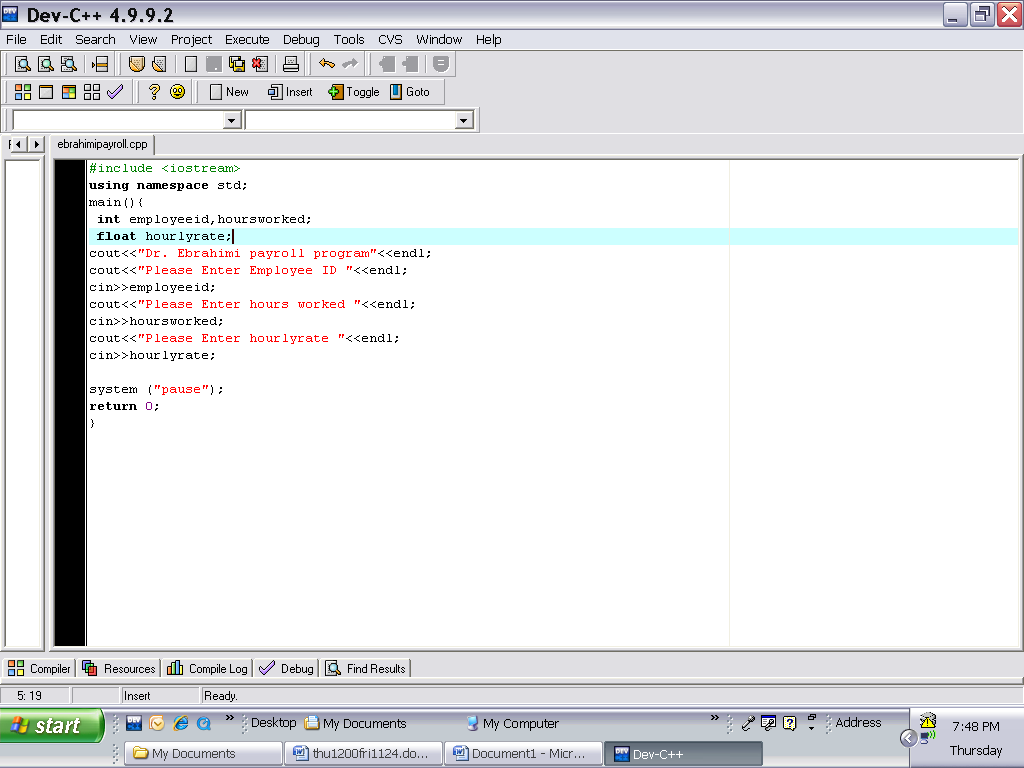 Dev-C++ 4.9.9.2
File Edit Search View Project Execute Debug Tools CVS Window Help
New Insert Toggle Goto
ebrahimipayroll.cpp
#include <iostream>
using namespace std;
main(){
int employeeid,hoursworked;
float hourlyrate;
cout<<"Dr. Ebrahimi payroll program"<<endl;
cout<<"Please Enter Employee ID "<<endl;
cin>>employeeid;
cout<<"Please Enter hours worked "<<endl;
cin>>hoursworked;
cout<<"Please Enter hourlyrate "<<endl;
cin>>hourlyrate;
system ("pause");
return 0;
}
Compiler Resources Compile Log Debug Find Results
5: 19 Insert Ready.
start Desktop My Documents My Computer Address 7:48 PM
My Documents thu1200fri1124.do... Document1 - Micr... Dev-C++ Thursday